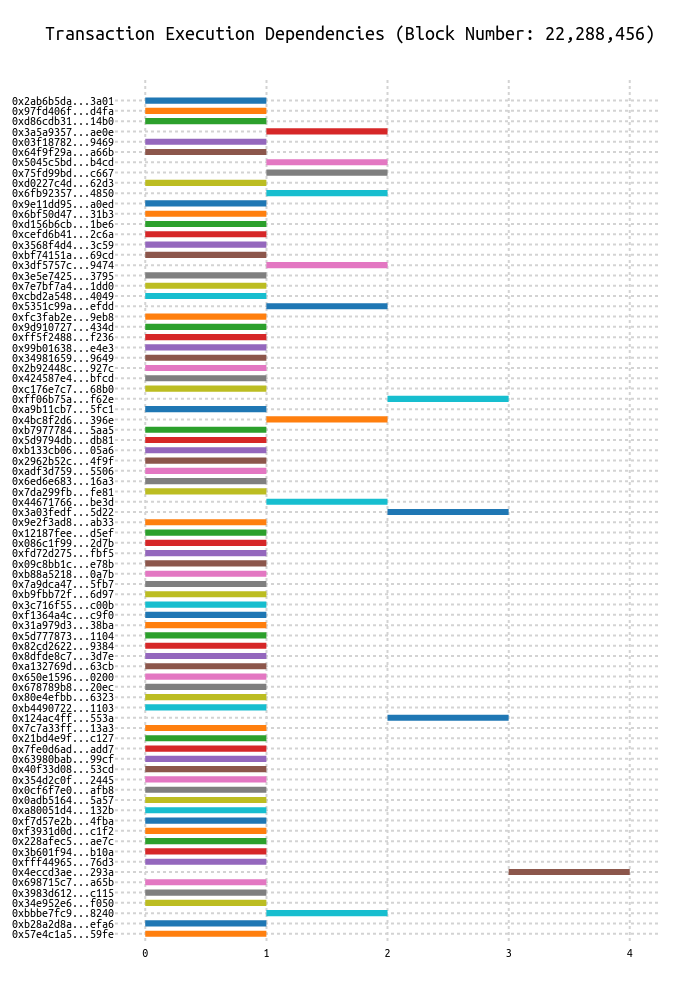 Transaction Execution Dependencies (Block Number: 22,288,456)
0x2ab6b5da...3a01
0x97fd406f...d4fa
0xd86cdb31...14b0
0x3a5a9357...ae0e
0x03f18782...9469
0x64f9f29a...a66b
0x5045c5bd...b4cd
0x75fd99bd...c667
0xd0227c4d...62d3
0x6fb92357...4850
0x9e11dd95...a0ed
0x6bf50d47...31b3
0xd156b6cb...1be6
0xcefd6b41...2c6a
0x3568f4d4...3c59
0xbf74151a...69cd
0x3df5757c...9474
0x3e5e7425...3795
0x7e7bf7a4...1dd0
0xcbd2a548...4049
0x5351c99a...efdd
0xfc3fab2e...9eb8
0x9d910727...434d
0xff5f2488...f236
0x99b01638...e4e3
0x34981659...9649
0x2b92448c...927c
0x424587e4...bfcd
0xc176e7c7...68b0
0xff06b75a...f62e
0xa9b11cb7...5fc1
0x4bc8f2d6...396e
0xb7977784...5aa5
0x5d9794db...db81
0xb133cb06...05a6
0x2962b52c...4f9f
0xadf3d759...5506
0x6ed6e683...16a3
0x7da299fb...fe81
0x44671766...be3d
0x3a03fedf...5d22
0x9e2f3ad8...ab33
0x12187fee...d5ef
0x086c1f99...2d7b
0xfd72d275...fbf5
0x09c8bb1c...e78b
0xb88a5218...0a7b
0x7a9dca47...5fb7
0xb9fbb72f...6d97
0x3c716f55...c00b
0xf1364a4c...c9f0
0x31a979d3...38ba
0x5d777873...1104
0x82cd2622...9384
0x8dfde8c7...3d7e
0xa132769d...63cb
0x650e1596...0200
0x678789b8...20ec
0x80e4efbb...6323
0xb4490722...1103
0x124ac4ff...553a
0x7c7a33ff...13a3
0x21bd4e9f...c127
0x7fe0d6ad...add7
0x63980bab...99cf
0x40f33d08...53cd
0x354d2c0f...2445
0x0cf6f7e0...afb8
0x0adb5164...5a57
0xa80051d4...132b
0xf7d57e2b...4fba
0xf3931d0d...c1f2
0x228afec5...ae7c
0x3b601f94...b10a
0xfff44965...76d3
0x4eccd3ae...293a
0x698715c7...a65b
0x3983d612...c115
0x34e952e6...f050
0xbbbe7fc9...8240
0xb28a2d8a...efa6
0x57e4c1a5...59fe
0 1 2 3 4